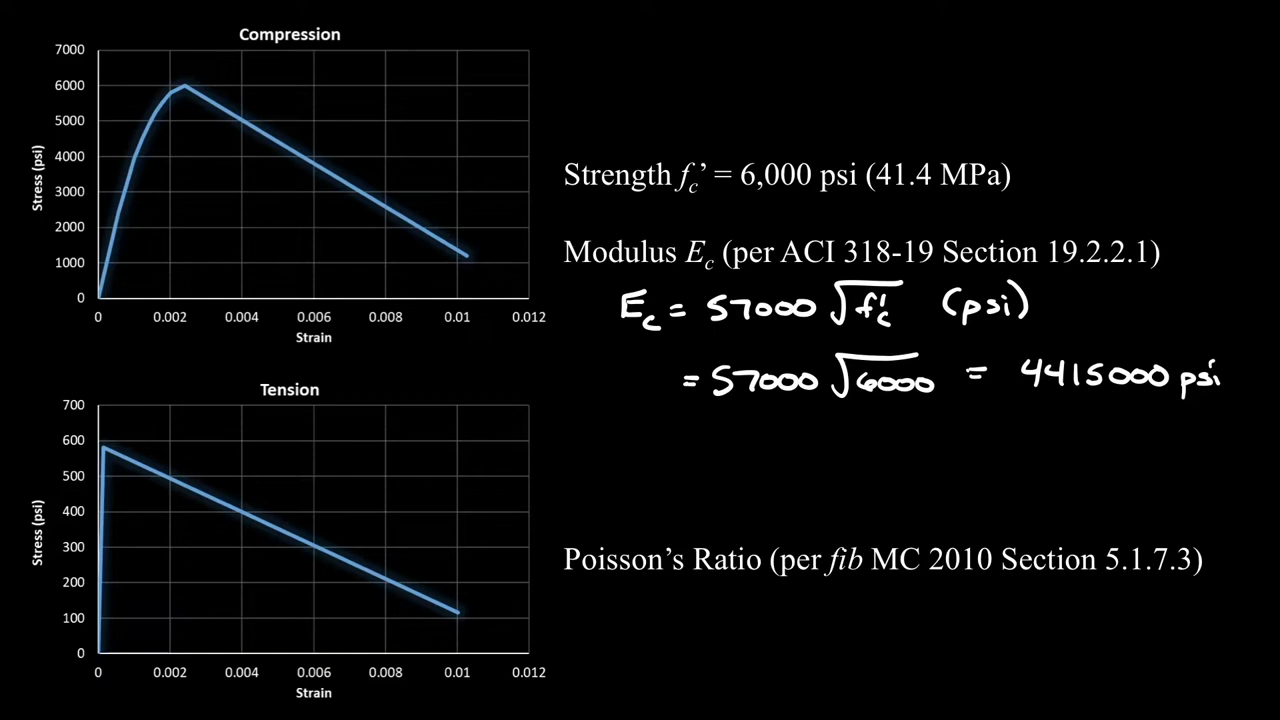 Compression
7000
6000
5000
4000
3000
2000
1000
0
Stress (psi)
0 0.002 0.004 0.006 0.008 0.01 0.012
Strain
Tension
700
600
500
400
300
200
100
0
Stress (psi)
0 0.002 0.004 0.006 0.008 0.01 0.012
Strain
Strength fc’ = 6,000 psi (41.4 MPa)
Modulus Ec (per ACI 318-19 Section 19.2.2.1)
Ec = 57000 √f'c (psi)
= 57000 √6000 = 4415000 psi
Poisson’s Ratio (per fib MC 2010 Section 5.1.7.3)